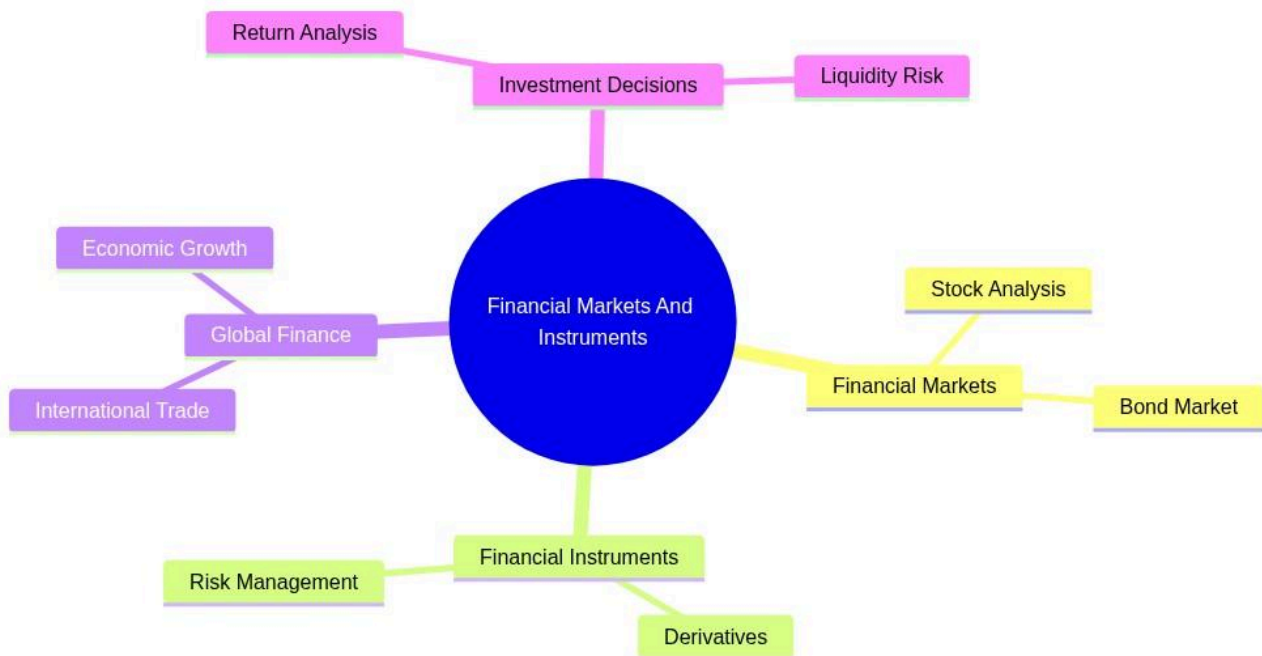 Return Analysis
Investment Decisions
Liquidity Risk
Economic Growth
Global Finance
International Trade
Financial Markets And
Instruments
Stock Analysis
Financial Markets
Bond Market
Financial Instruments
Risk Management
Derivatives